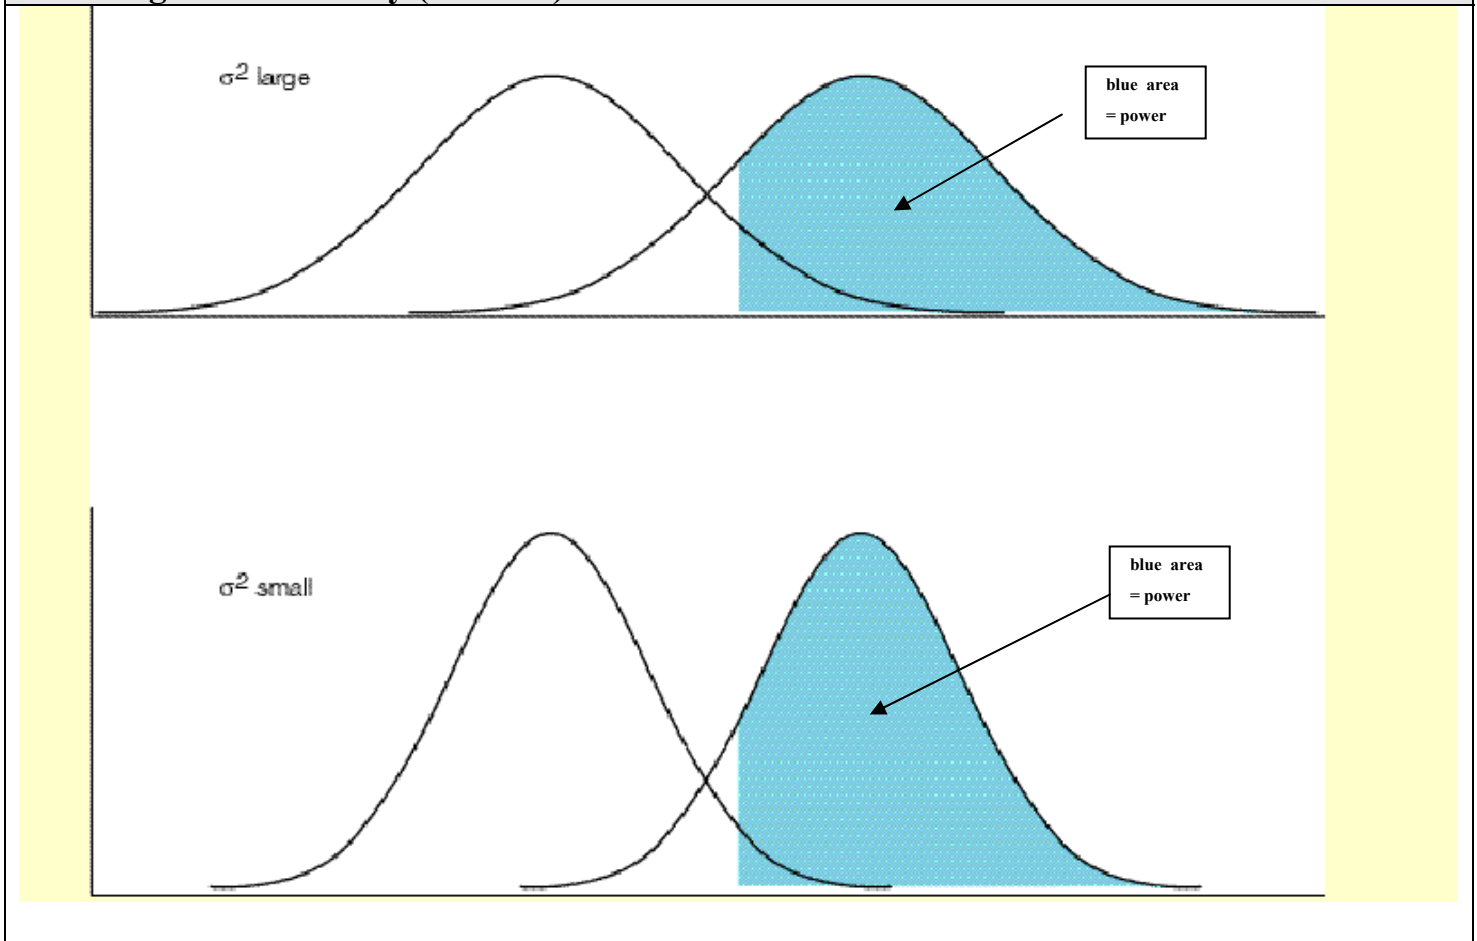 σ² large
blue area
= power
σ² small
blue area
= power